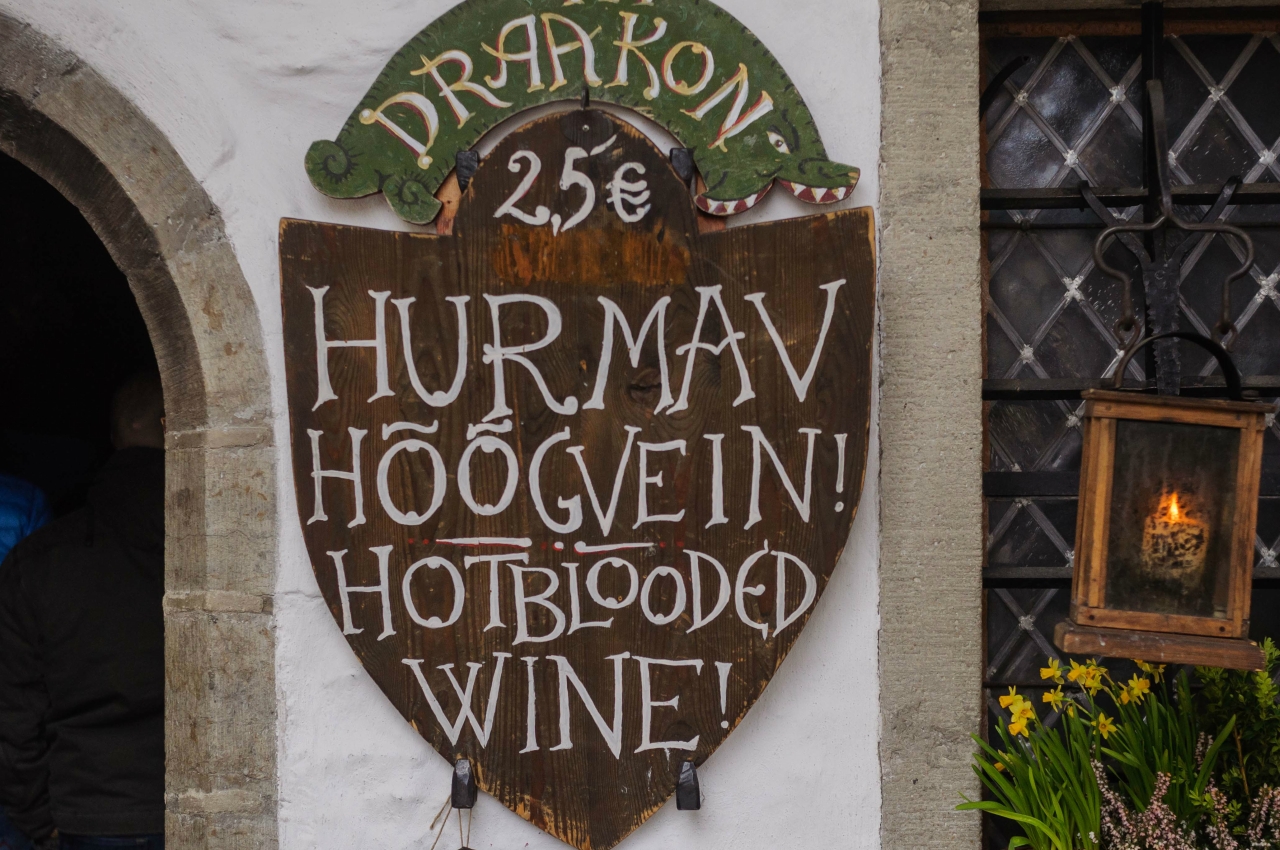 DRAAKON
2,5€
HURMAV
HÕÕGVEIN!
HOTBLOODED
WINE!